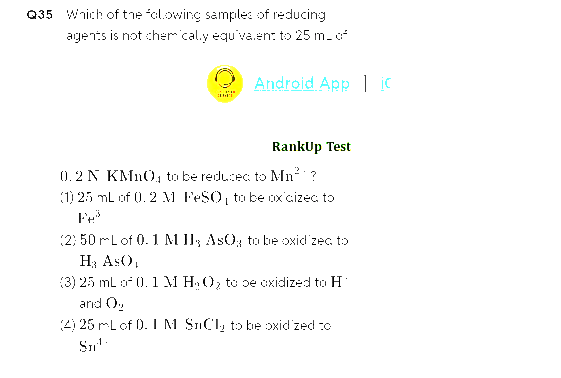 Q35 Which of the following samples of reducing
agents is not chemically equivalent to 25 mL of
Android App |
RankUp Test
0.2 N KMnO₄ to be reduced to Mn²⁺?
(1) 25 mL of 0.2 M FeSO₄ to be oxidized to
Fe³
(2) 50 mL of 0.1 M H₃ AsO₃ to be oxidized to
H₃ AsO₄
(3) 25 mL of 0.1 M H₂O₂ to be oxidized to H⁺
and O₂
(4) 25 mL of 0.1 M SnCl₂ to be oxidized to
Sn⁴⁺